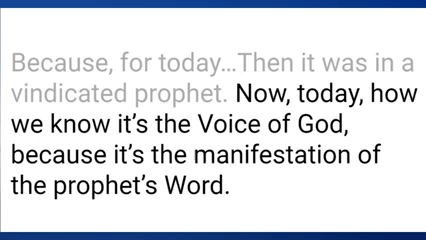 Because, for today…Then it was in a
vindicated prophet. Now, today, how
we know it’s the Voice of God,
because it’s the manifestation of
the prophet’s Word.